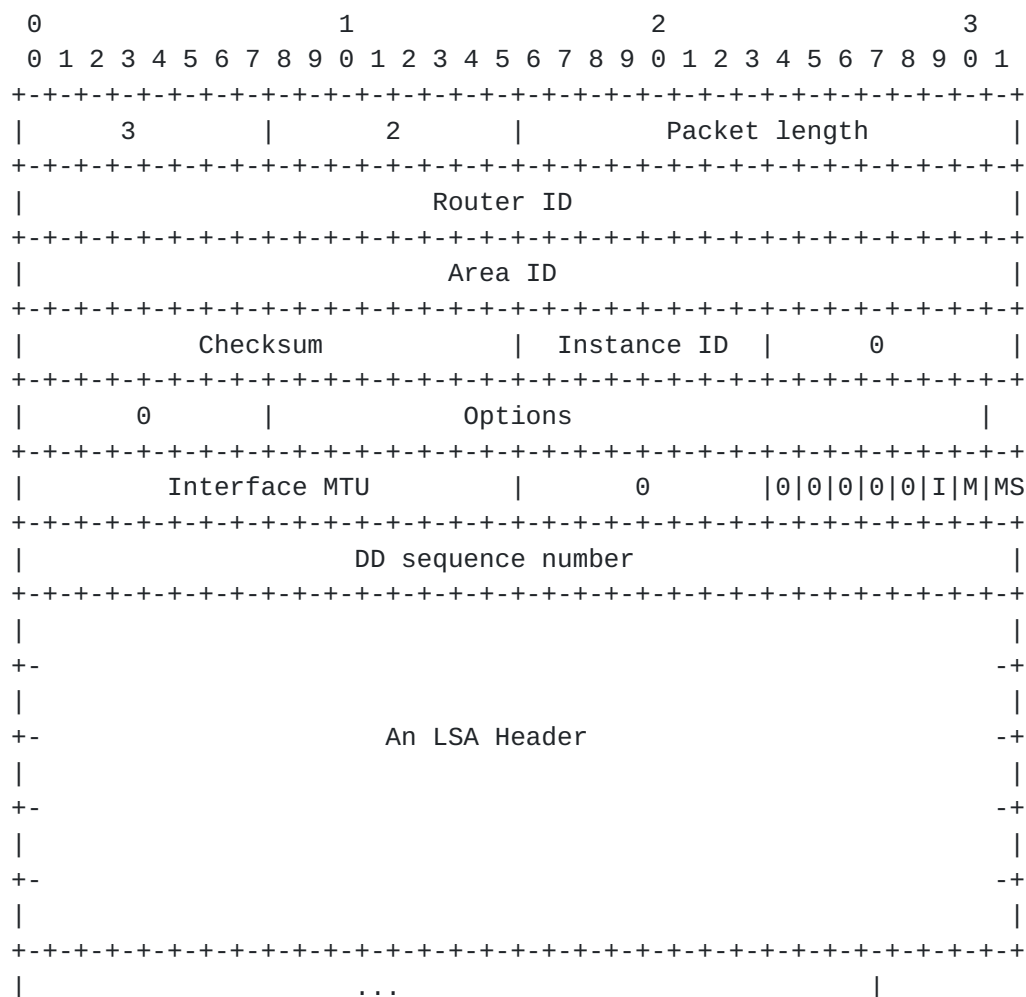 0                   1                   2                   3
 0 1 2 3 4 5 6 7 8 9 0 1 2 3 4 5 6 7 8 9 0 1 2 3 4 5 6 7 8 9 0 1
+-+-+-+-+-+-+-+-+-+-+-+-+-+-+-+-+-+-+-+-+-+-+-+-+-+-+-+-+-+-+-+-+
|      3        |       2       |         Packet length         |
+-+-+-+-+-+-+-+-+-+-+-+-+-+-+-+-+-+-+-+-+-+-+-+-+-+-+-+-+-+-+-+-+
|                          Router ID                            |
+-+-+-+-+-+-+-+-+-+-+-+-+-+-+-+-+-+-+-+-+-+-+-+-+-+-+-+-+-+-+-+-+
|                           Area ID                             |
+-+-+-+-+-+-+-+-+-+-+-+-+-+-+-+-+-+-+-+-+-+-+-+-+-+-+-+-+-+-+-+-+
|           Checksum            |  Instance ID  |      0        |
+-+-+-+-+-+-+-+-+-+-+-+-+-+-+-+-+-+-+-+-+-+-+-+-+-+-+-+-+-+-+-+-+
|       0       |            Options                          |
+-+-+-+-+-+-+-+-+-+-+-+-+-+-+-+-+-+-+-+-+-+-+-+-+-+-+-+-+-+-+-+-+
|         Interface MTU         |       0       |0|0|0|0|0|I|M|MS
+-+-+-+-+-+-+-+-+-+-+-+-+-+-+-+-+-+-+-+-+-+-+-+-+-+-+-+-+-+-+-+-+
|                     DD sequence number                        |
+-+-+-+-+-+-+-+-+-+-+-+-+-+-+-+-+-+-+-+-+-+-+-+-+-+-+-+-+-+-+-+-+
|                                                               |
+-                                                             -+
|                                                               |
+-                      An LSA Header                          -+
|                                                               |
+-                                                             -+
|                                                               |
+-                                                             -+
|                                                               |
+-+-+-+-+-+-+-+-+-+-+-+-+-+-+-+-+-+-+-+-+-+-+-+-+-+-+-+-+-+-+-+-+
|                     ...                              |